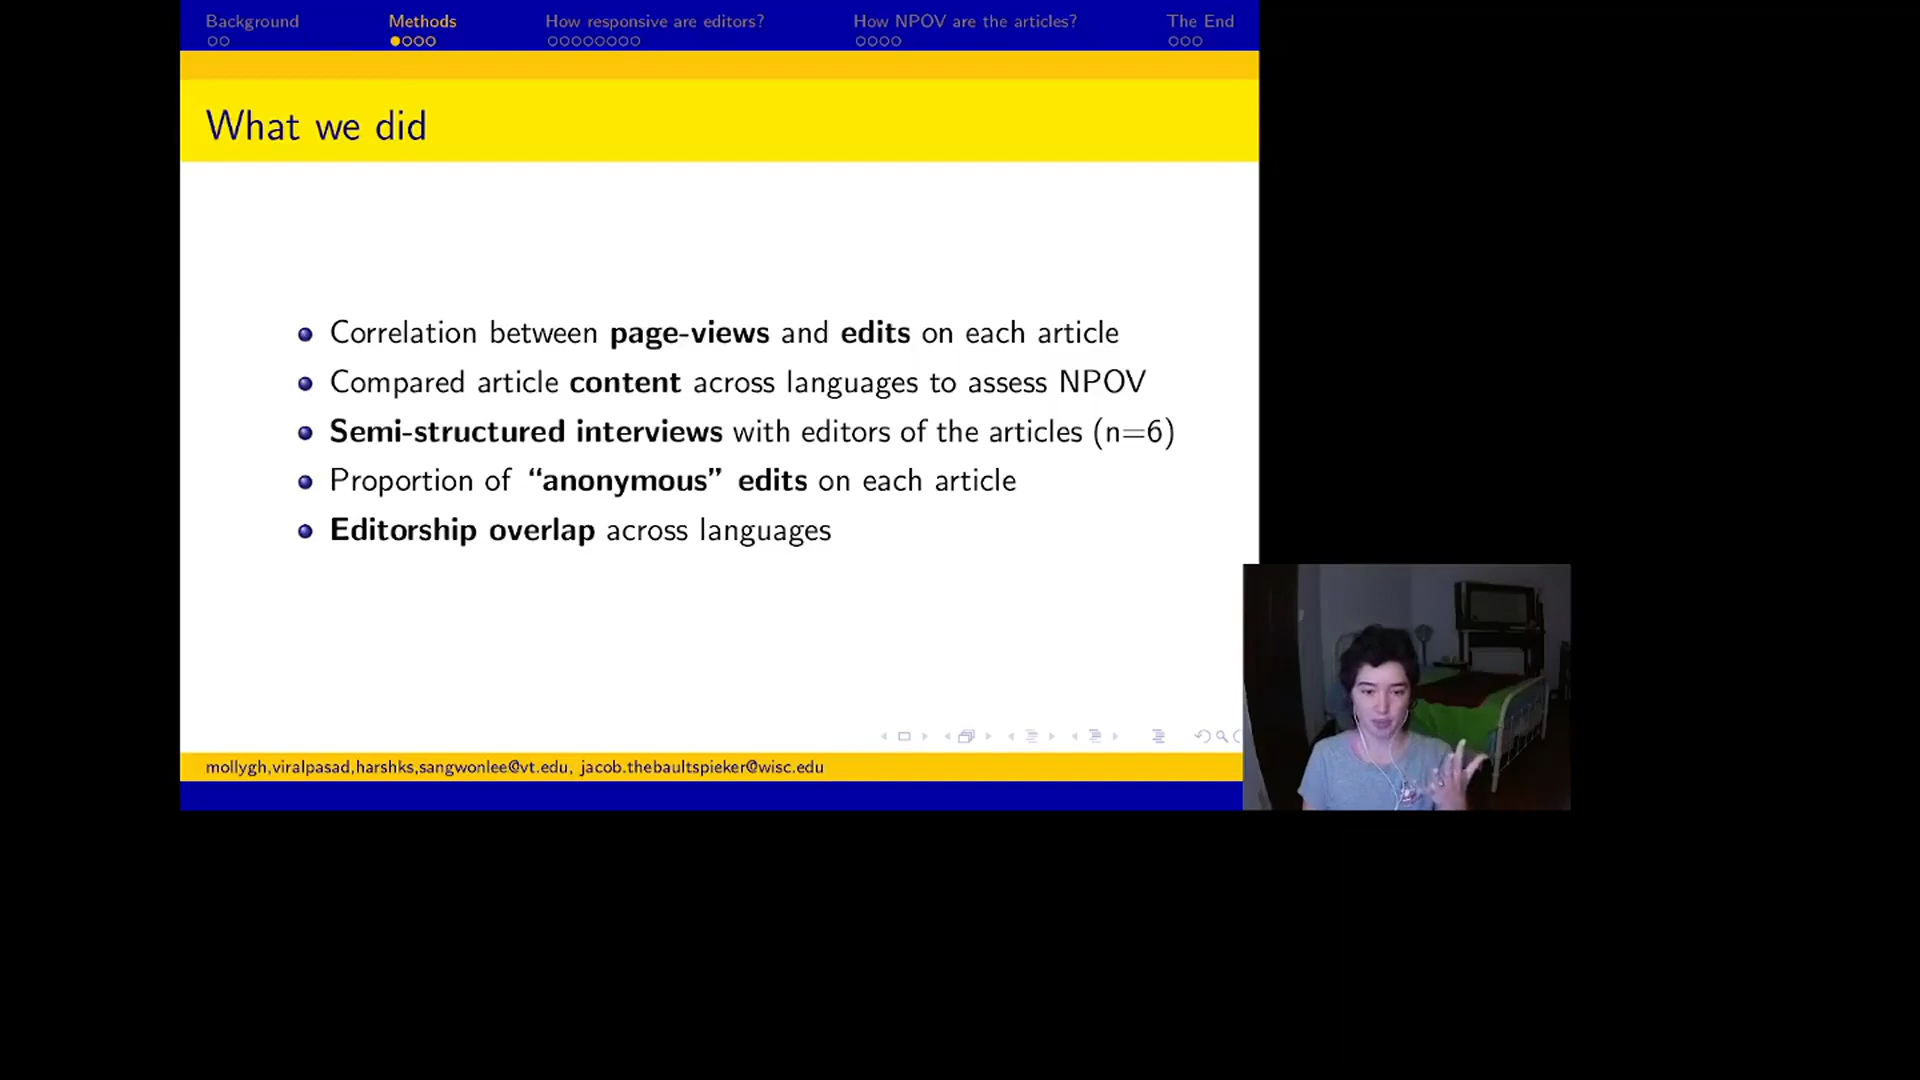 Background Methods How responsive are editors? How NPOV are the articles? The End
What we did
Correlation between page-views and edits on each article
Compared article content across languages to assess NPOV
Semi-structured interviews with editors of the articles (n=6)
Proportion of “anonymous” edits on each article
Editorship overlap across languages
mollygh,viralpasad,harshks,sangwonlee@vt.edu, jacob.thebaultspieker@wisc.edu